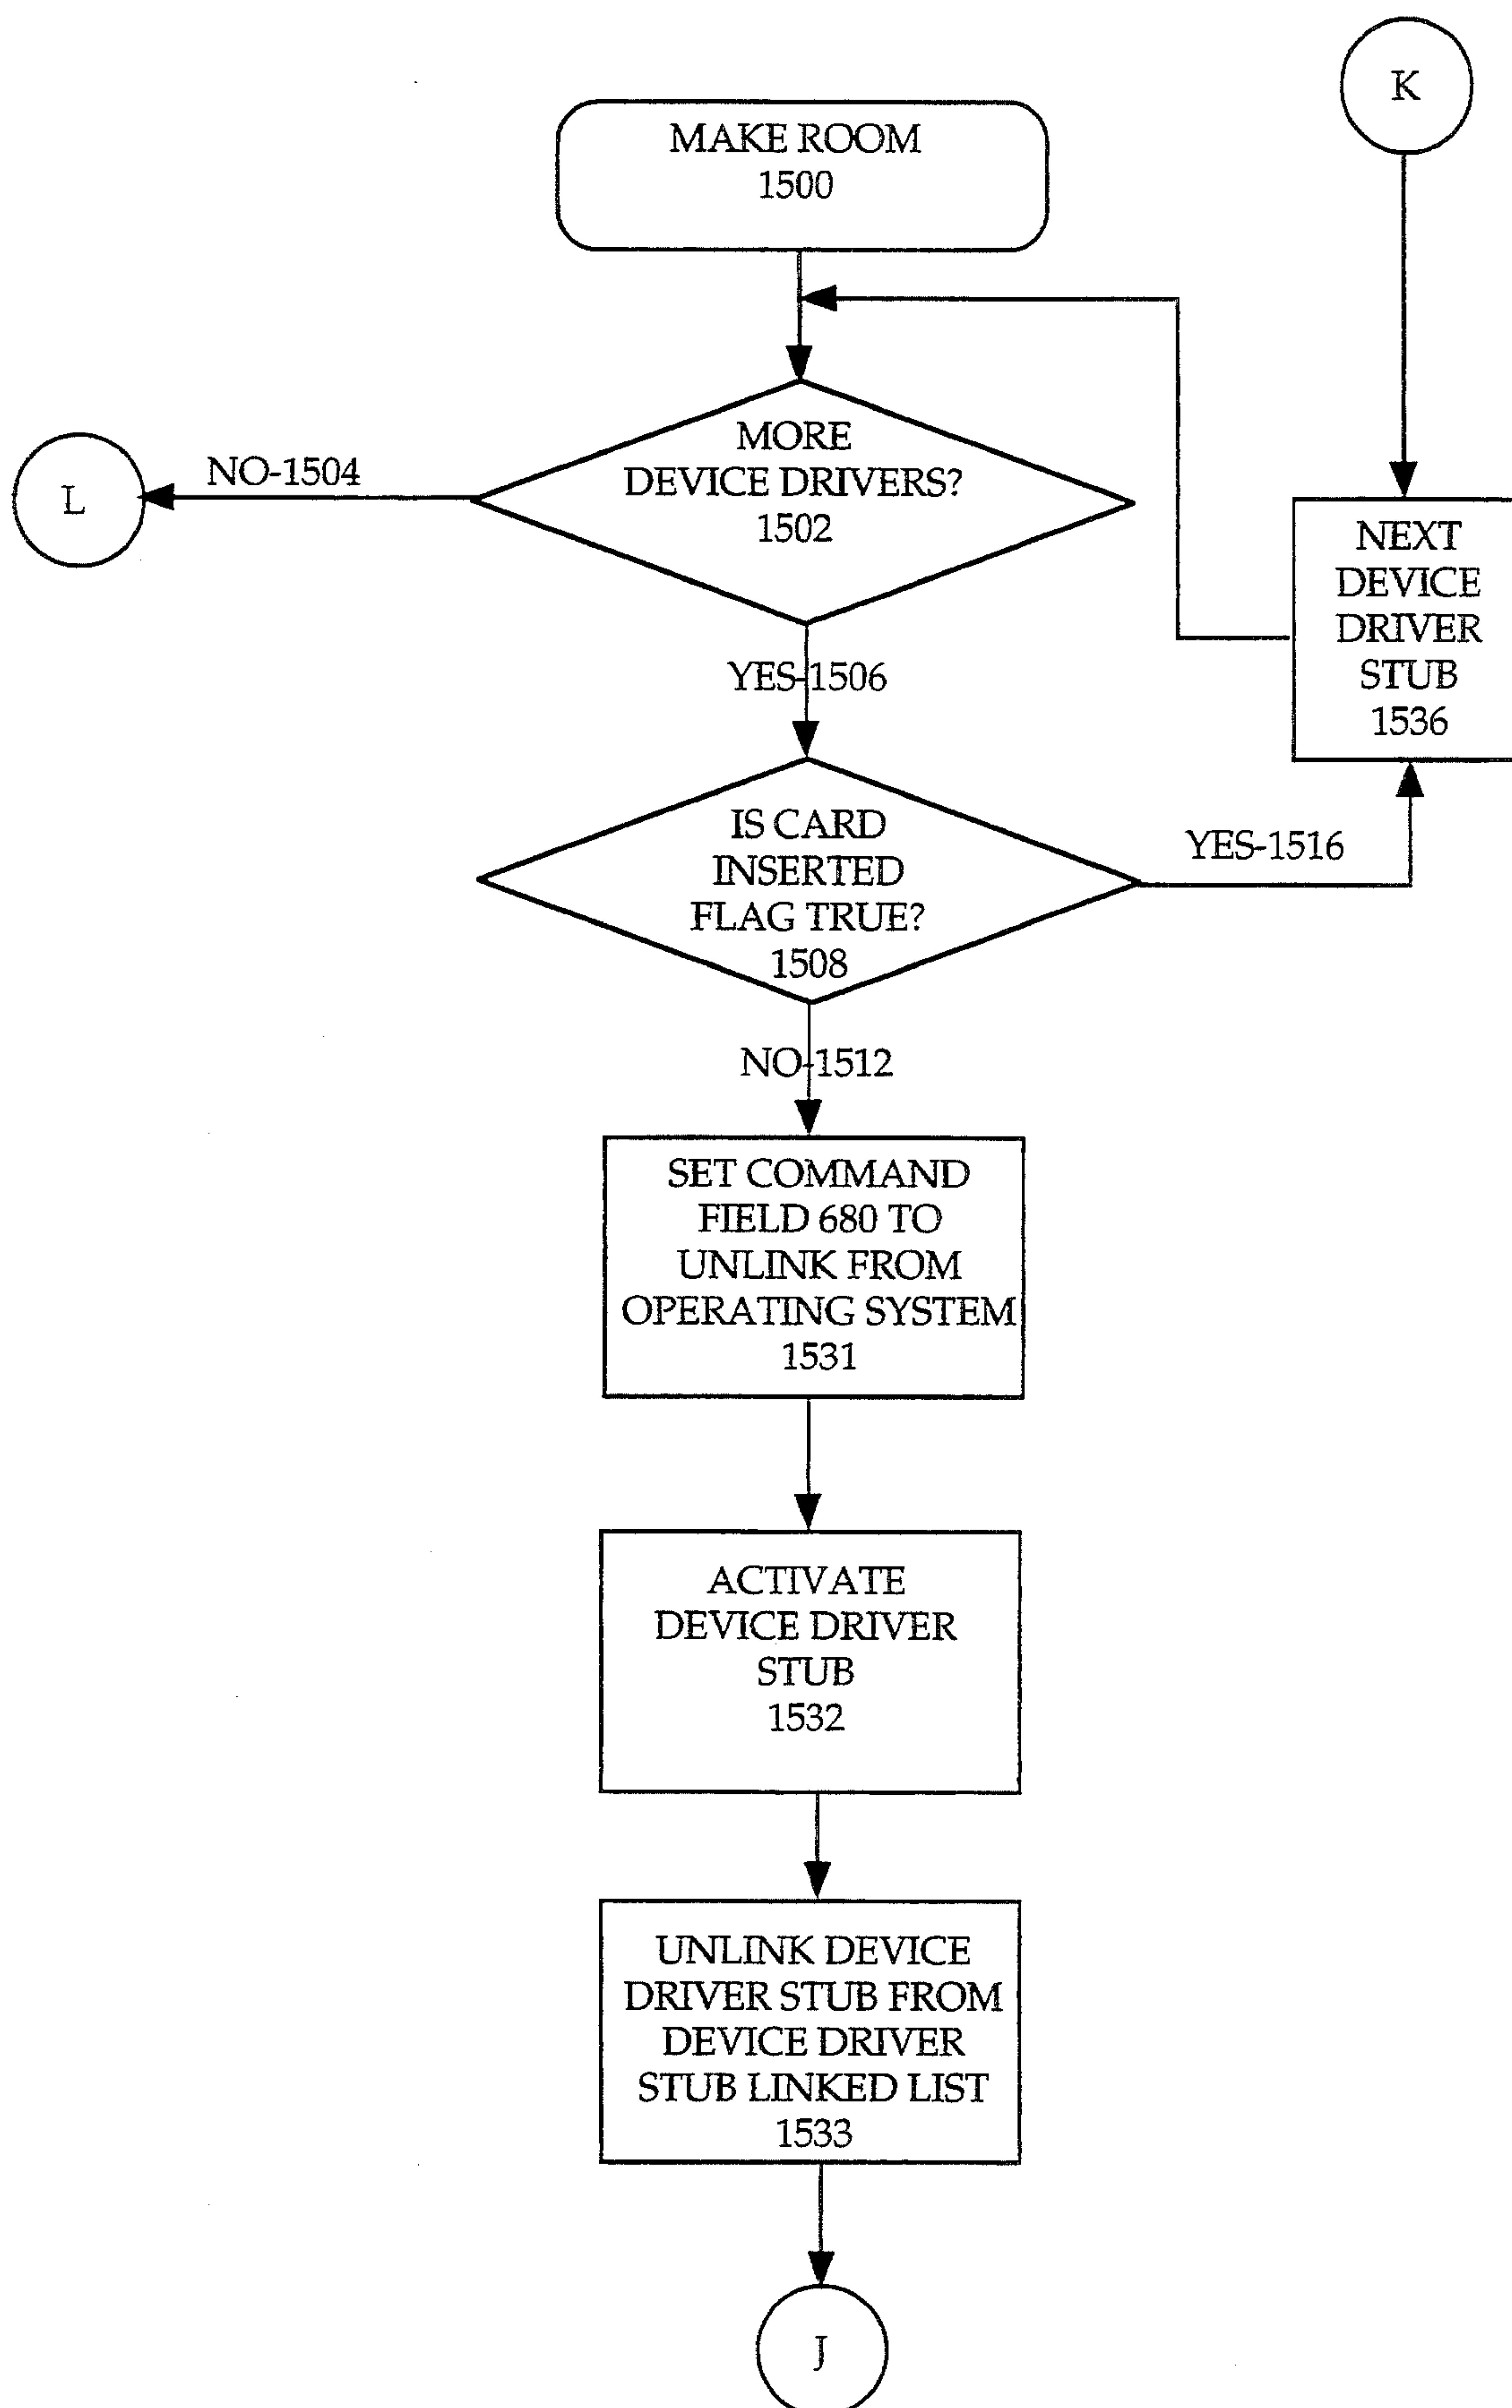 K
MAKE ROOM
1500
MORE
DEVICE DRIVERS?
1502
NO-1504
L
NEXT
DEVICE
DRIVER
STUB
1536
YES-1506
IS CARD
INSERTED
FLAG TRUE?
1508
YES-1516
NO-1512
SET COMMAND
FIELD 680 TO
UNLINK FROM
OPERATING SYSTEM
1531
ACTIVATE
DEVICE DRIVER
STUB
1532
UNLINK DEVICE
DRIVER STUB FROM
DEVICE DRIVER
STUB LINKED LIST
1533
J